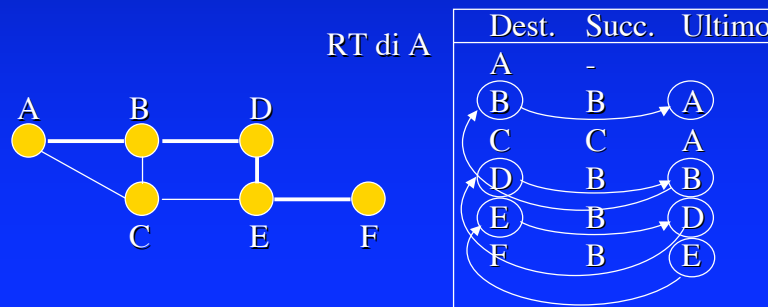 RT di A
Dest. Succ. Ultimo
A -
B B A
C C A
D B B
E B D
F B E
A B D
C E F